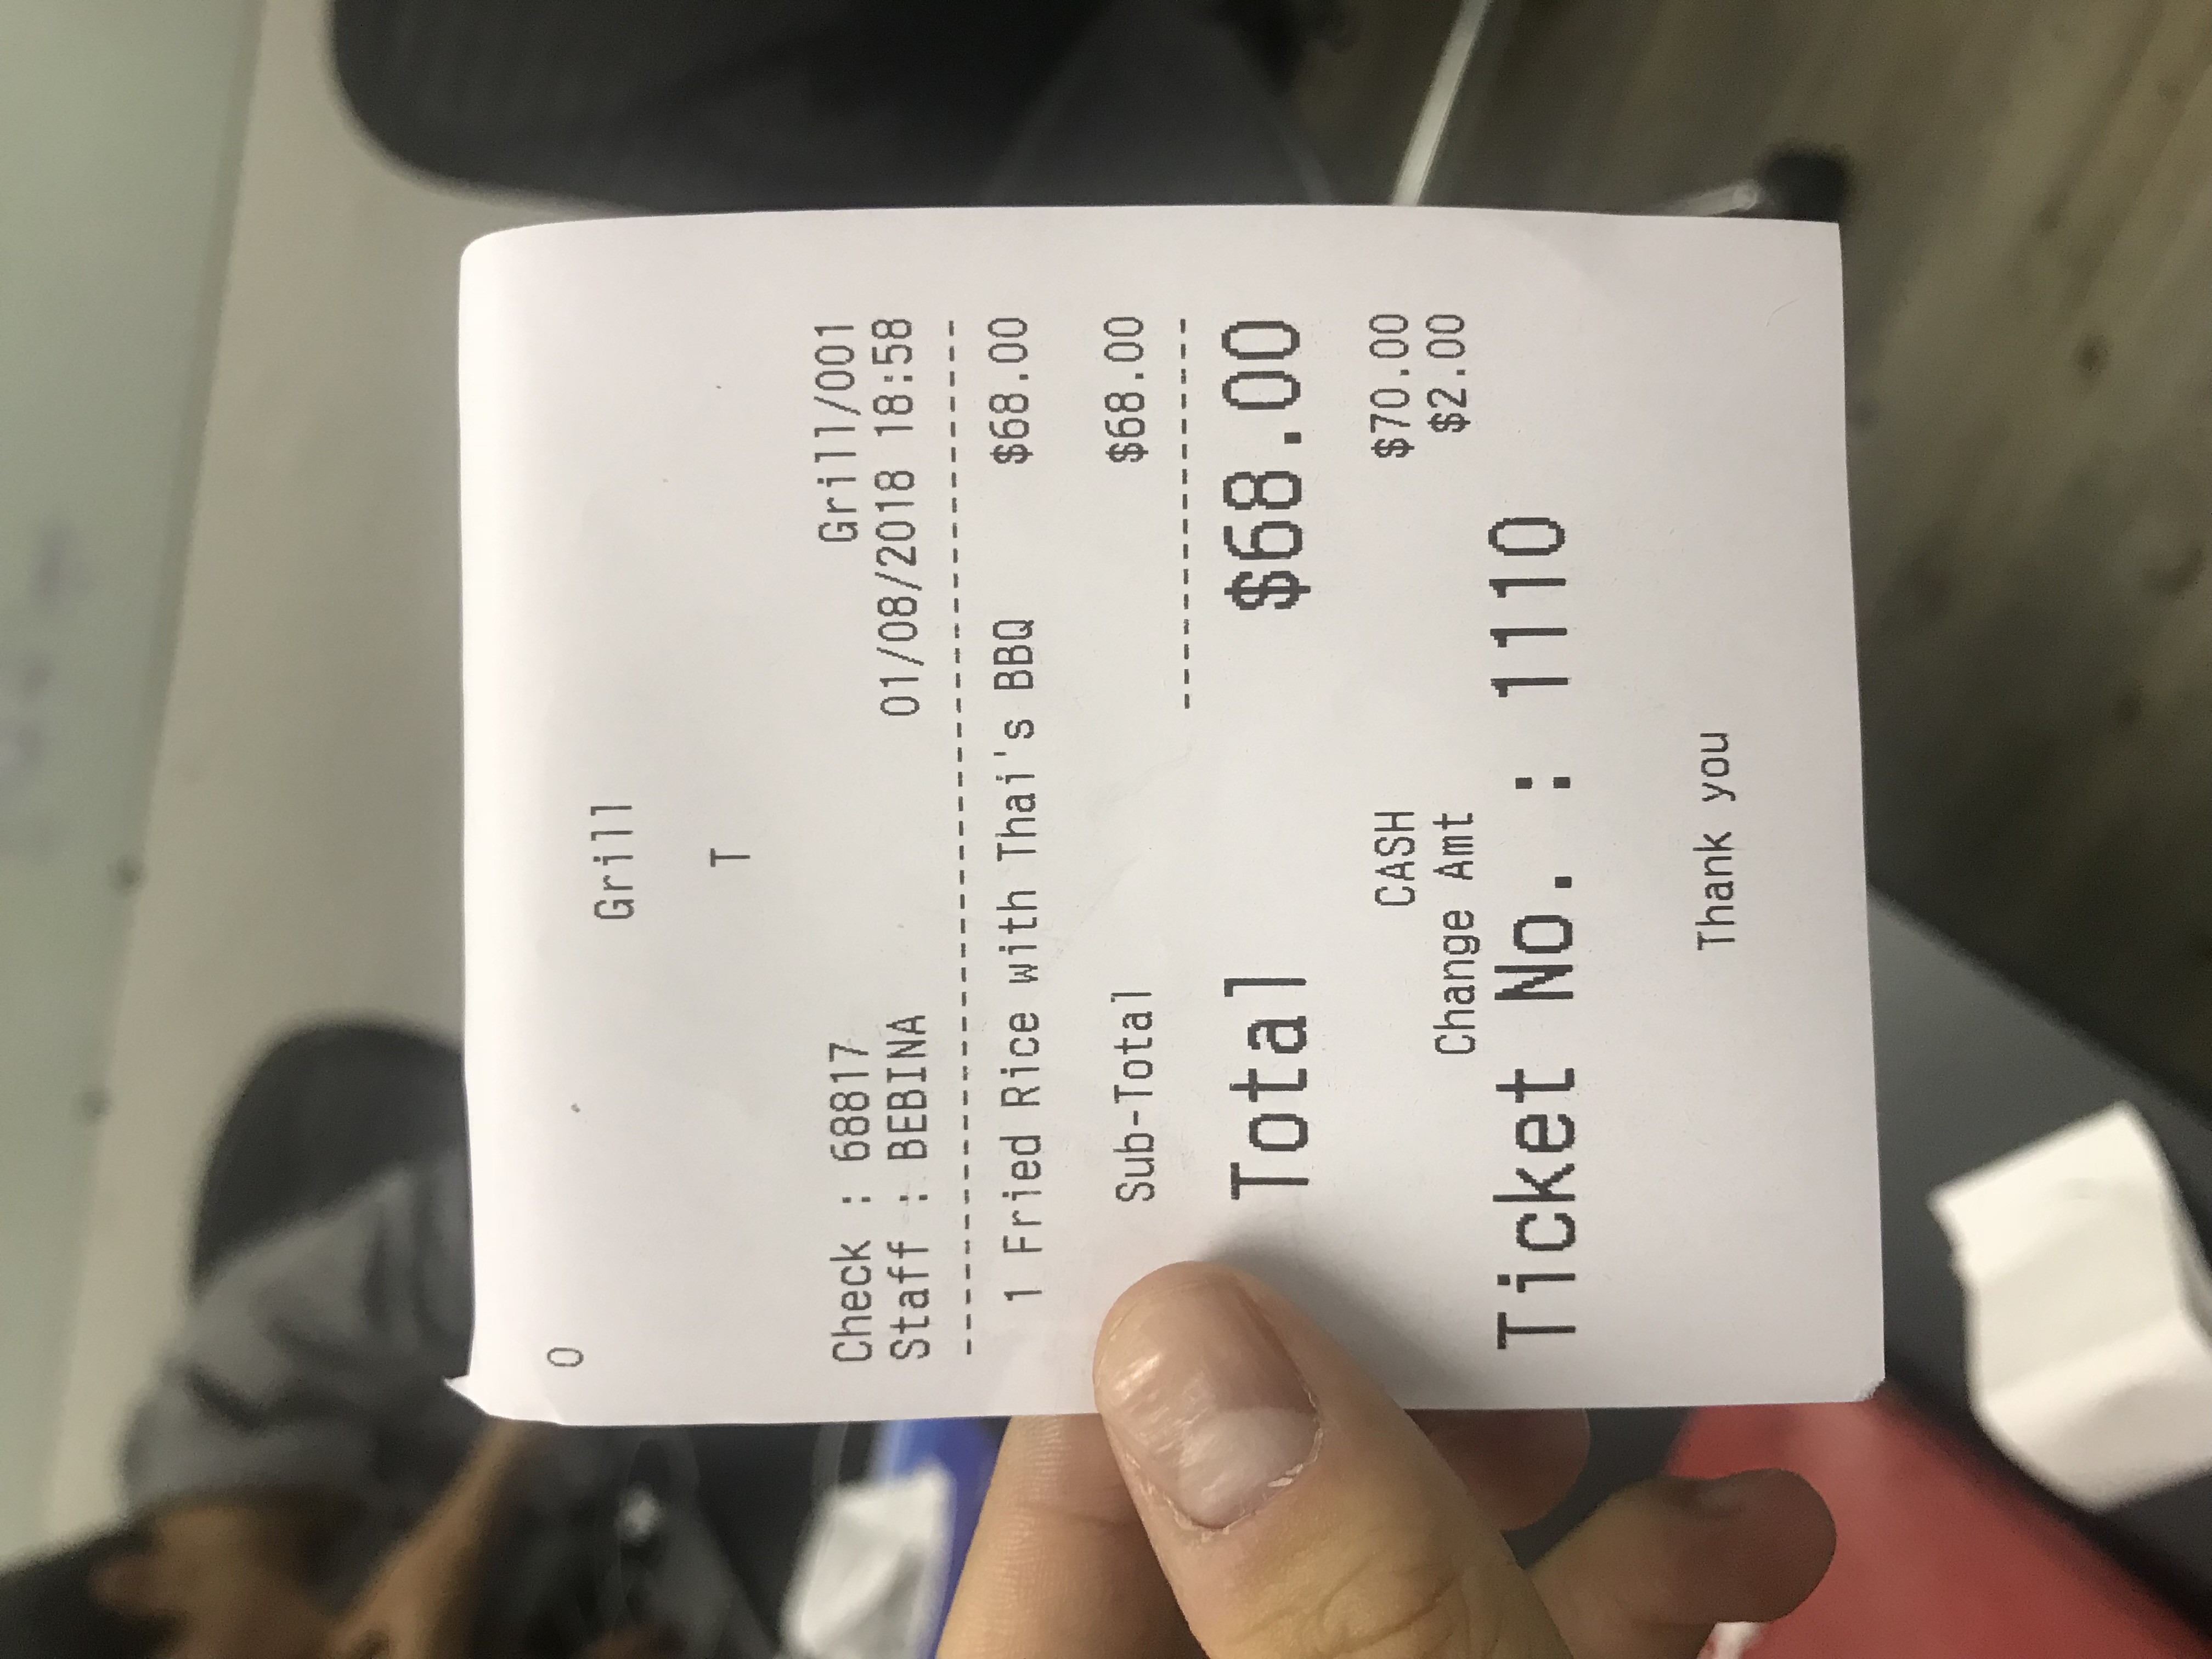 0
Grill
T
Check : 68817 Grill/001
Staff : BEBINA 01/08/2018 18:58
----------------------------------------
1 Fried Rice with Thai's BBQ $68.00
Sub-Total $68.00
----------------
Total $68.00
CASH $70.00
Change Amt $2.00
Ticket No. : 1110
Thank you